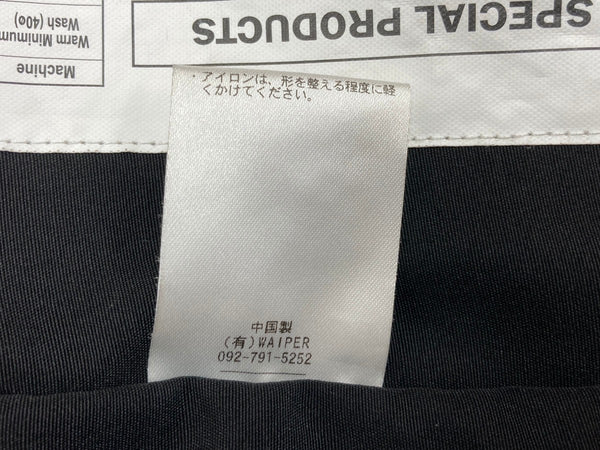 SPECIAL PRODUCTS
Machine
Warm Minimum
Wash (40ø)
・アイロンは、形を整える程度に軽
くかけてください。
中国製
(有)WAIPER
092-791-5252